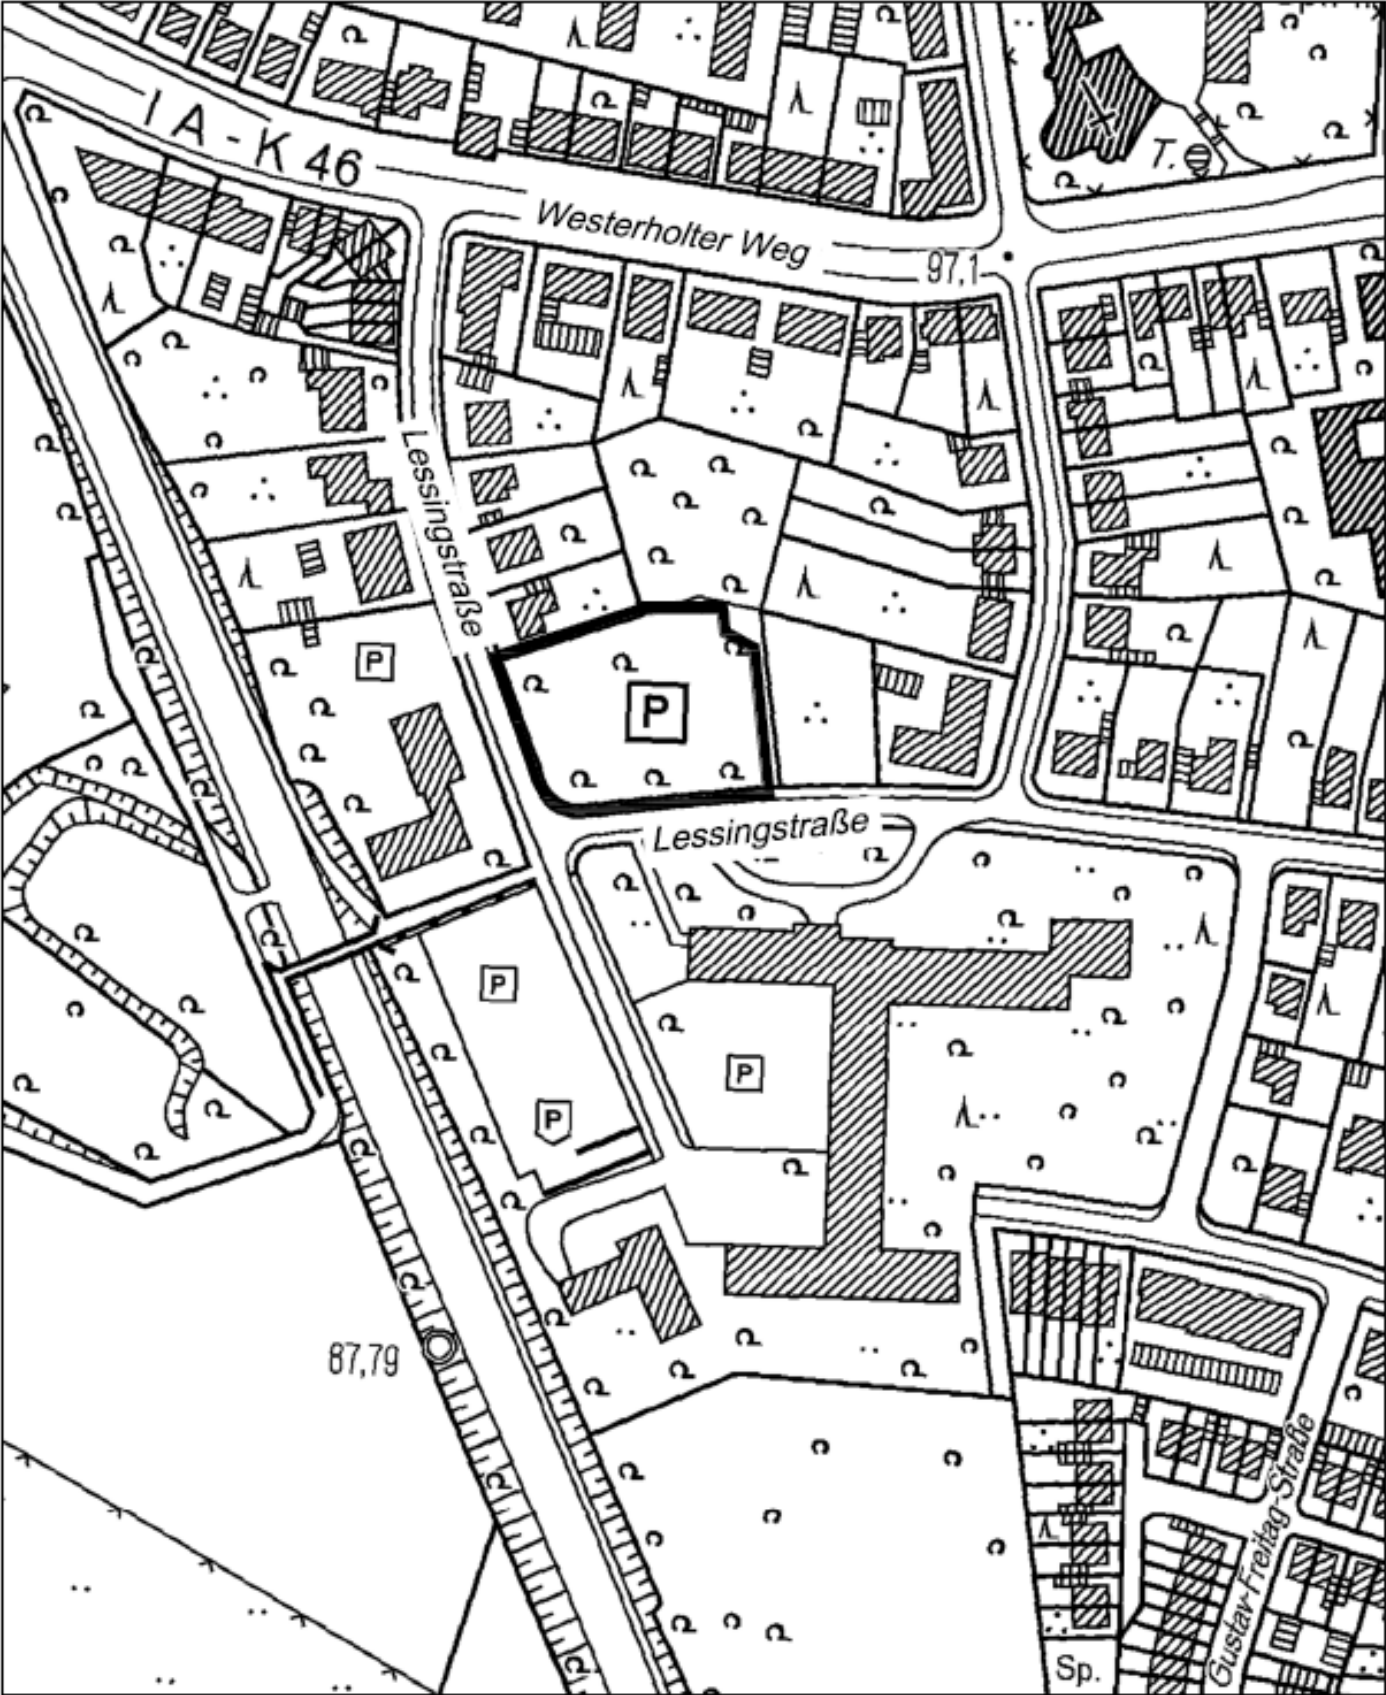 I A - K 46
T.
Westerholter Weg
97,1
Lessingstraße
P
P
Lessingstraße
P
P
P
87,79
Gustav-Freitag-Straße
Sp.